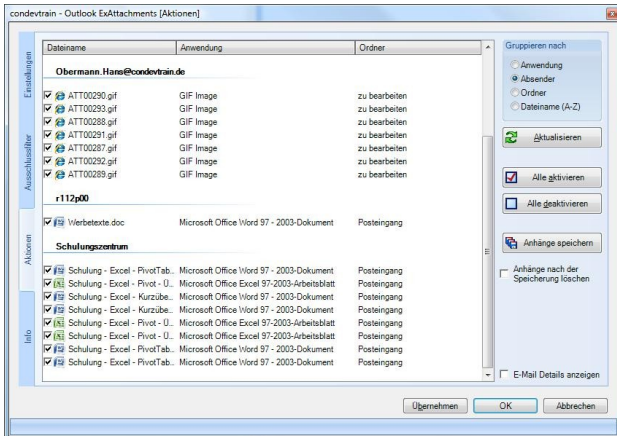 condevtrain - Outlook ExAttachments [Aktionen]
Einstellungen
Ausschlussfilter
Aktionen
Info
Dateiname Anwendung Ordner
Obermann.Hans@condevtrain.de
ATT00290.gif GIF Image zu bearbeiten
ATT00293.gif GIF Image zu bearbeiten
ATT00288.gif GIF Image zu bearbeiten
ATT00291.gif GIF Image zu bearbeiten
ATT00287.gif GIF Image zu bearbeiten
ATT00292.gif GIF Image zu bearbeiten
ATT00289.gif GIF Image zu bearbeiten
r112p00
Werbetexte.doc Microsoft Office Word 97 - 2003-Dokument Posteingang
Schulungszentrum
Schulung - Excel - PivotTab... Microsoft Office Word 97 - 2003-Dokument Posteingang
Schulung - Excel - Pivot - Ü... Microsoft Office Excel 97-2003-Arbeitsblatt Posteingang
Schulung - Excel - Kurzübe... Microsoft Office Word 97 - 2003-Dokument Posteingang
Schulung - Excel - Kurzübe... Microsoft Office Word 97 - 2003-Dokument Posteingang
Schulung - Excel - Pivot - Ü... Microsoft Office Excel 97-2003-Arbeitsblatt Posteingang
Schulung - Excel - Pivot - Ü... Microsoft Office Excel 97-2003-Arbeitsblatt Posteingang
Schulung - Excel - PivotTab... Microsoft Office Word 97 - 2003-Dokument Posteingang
Schulung - Excel - PivotTab... Microsoft Office Word 97 - 2003-Dokument Posteingang
Gruppieren nach
Anwendung
Absender
Ordner
Dateiname (A-Z)
Aktualisieren
Alle aktivieren
Alle deaktivieren
Anhänge speichern
Anhänge nach der
Speicherung löschen
E-Mail Details anzeigen
Übernehmen OK Abbrechen